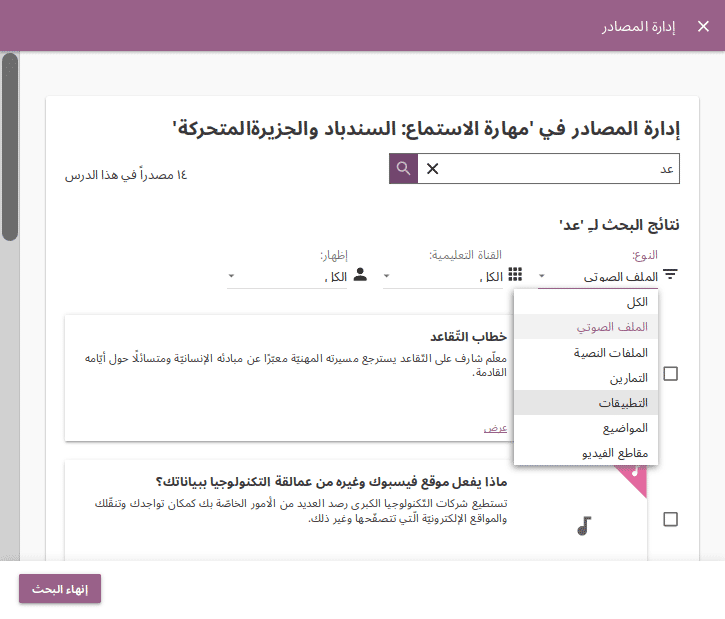 إدارة المصادر
إدارة المصادر في 'مهارة الاستماع: السندباد والجزيرةالمتحركة'
عد
١٤ مصدراً في هذا الدرس
نتائج البحث لـِ 'عد'
النوع:
الملف الصوتي
القناة التعليمية:
الكل
إظهار:
الكل
الكل
الملف الصوتي
الملفات النصية
التمارين
التطبيقات
المواضيع
مقاطع الفيديو
خطاب التّقاعد
معلّم شارف على التّقاعد يسترجع مسيرته المهنيّة معبّرًا عن مبادئه الإنسانيّة ومتسائلًا حول أيّامه
القادمة.
عرض
ماذا يفعل موقع فيسبوك وغيره من عمالقة التكنولوجيا ببياناتك؟
تستطيع شركات التّكنولوجيا الكبرى رصد العديد من الأمور الخاصّة بك كمكان تواجدك وتنقّلك
والمواقع الإلكترونيّة الّتي تتصفّحها وغير ذلك.
إنهاء البحث